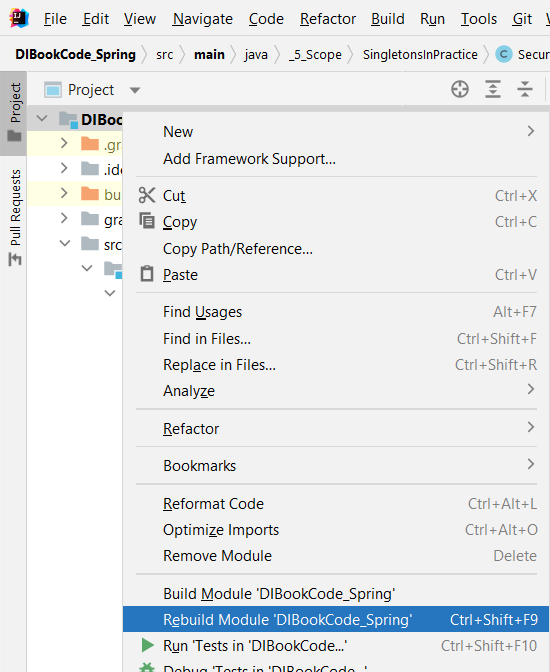 File Edit View Navigate Code Refactor Build Run Tools Git
DIBookCode_Spring src main java _5_Scope SingletonsInPractice C Secur
Project
Project
Pull Requests
DIBoo
.gr
.ide
bu
gra
src
New
Add Framework Support...
Cut Ctrl+X
Copy Ctrl+C
Copy Path/Reference...
Paste Ctrl+V
Find Usages Alt+F7
Find in Files... Ctrl+Shift+F
Replace in Files... Ctrl+Shift+R
Analyze
Refactor
Bookmarks
Reformat Code Ctrl+Alt+L
Optimize Imports Ctrl+Alt+O
Remove Module Delete
Build Module 'DIBookCode_Spring'
Rebuild Module 'DIBookCode_Spring' Ctrl+Shift+F9
Run 'Tests in 'DIBookCode...' Ctrl+Shift+F10
Debug 'Tests in 'DIBookCode...'